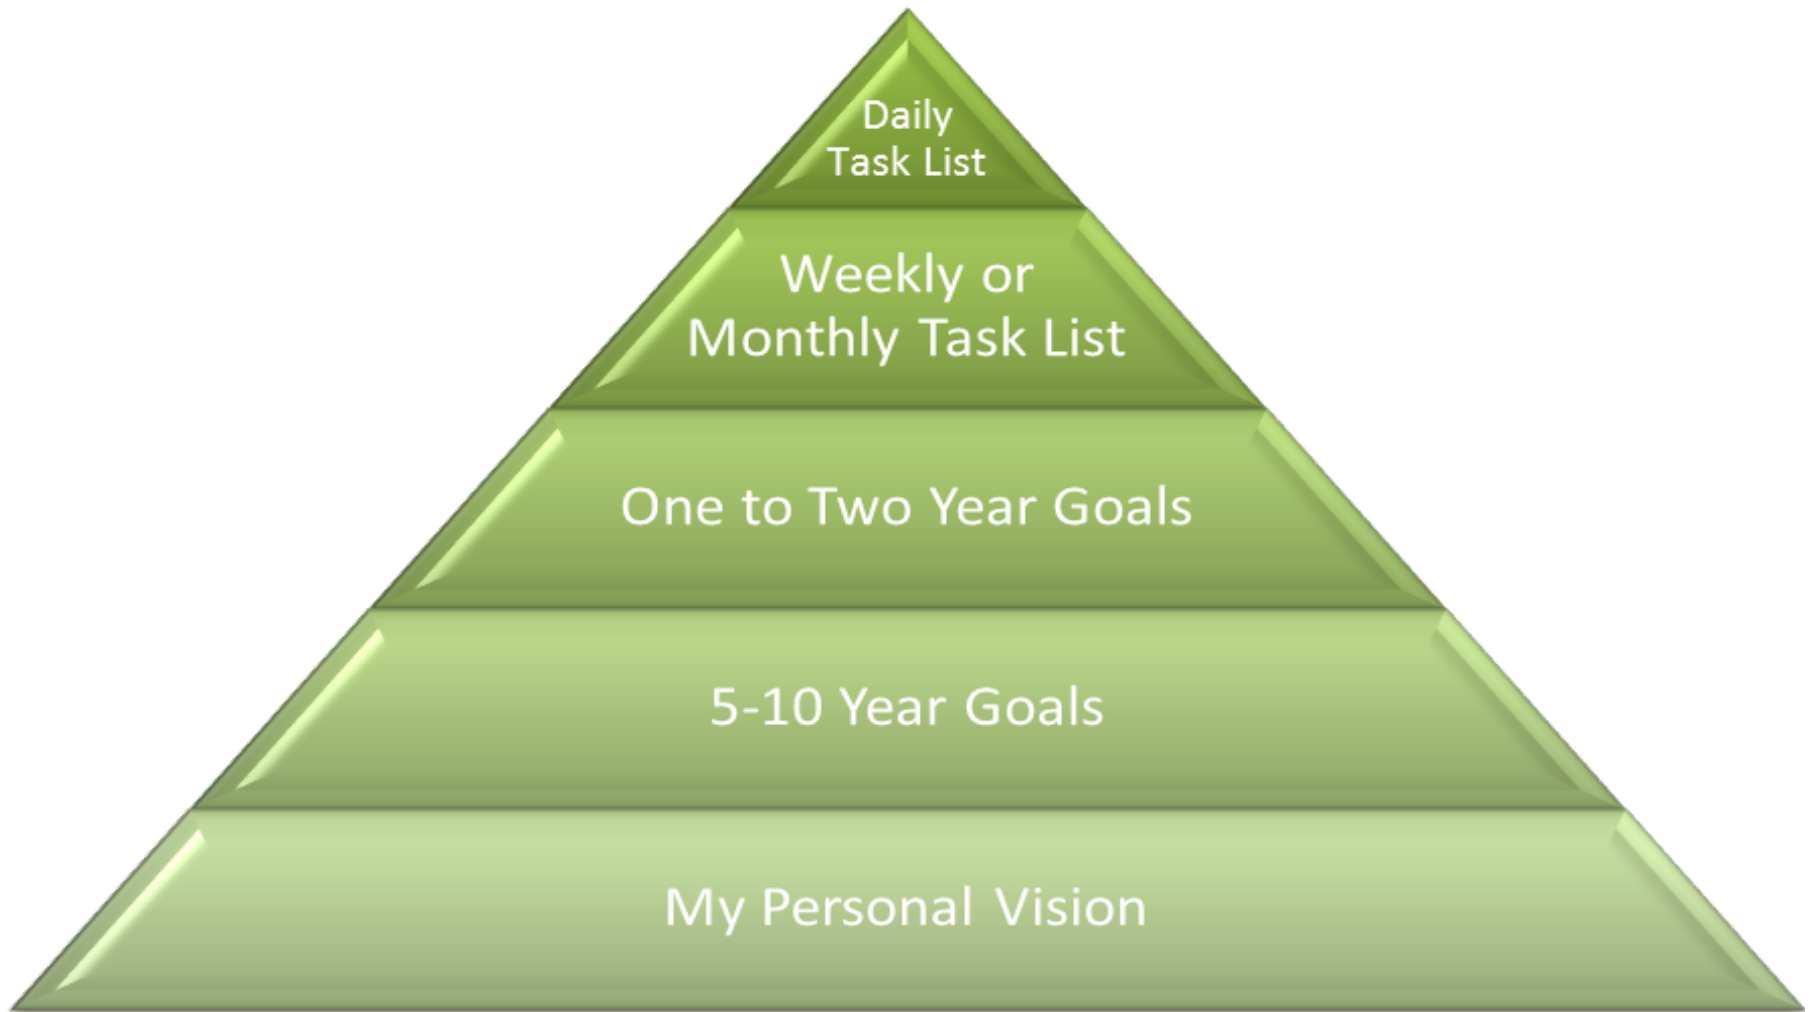 Daily
Task List
Weekly or
Monthly Task List
One to Two Year Goals
5-10 Year Goals
My Personal Vision